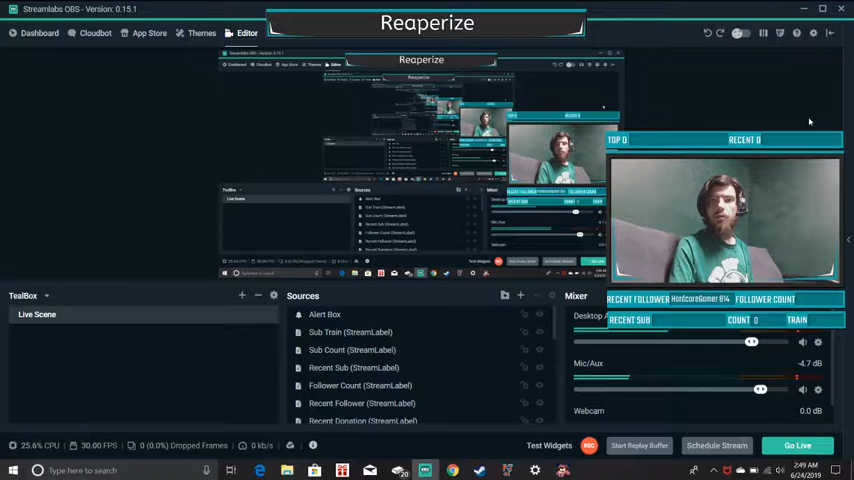 Streamlabs OBS - Version: 0.15.1
Reaperize
Dashboard
Cloudbot
App Store
Themes
Editor
Reaperize
Reaperize
TOP 0
RECENT 0
RECENT FOLLOWER HardcoreGamer 814 FOLLOWER COUNT
RECENT SUB
COUNT 0
TRAIN
TealBox
Live Scene
Sources
Alert Box
Sub Train (StreamLabel)
Sub Count (StreamLabel)
Recent Sub (StreamLabel)
Follower Count (StreamLabel)
Recent Follower (StreamLabel)
Recent Donation (StreamLabel)
Mixer
Desktop A
Mic/Aux
-4.7 dB
Webcam
0.0 dB
25.6% CPU
30.00 FPS
0 (0.0%) Dropped Frames
0 kb/s
Test Widgets
REC
Start Replay Buffer
Schedule Stream
Go Live
Type here to search
20
2:49 AM
6/24/2019